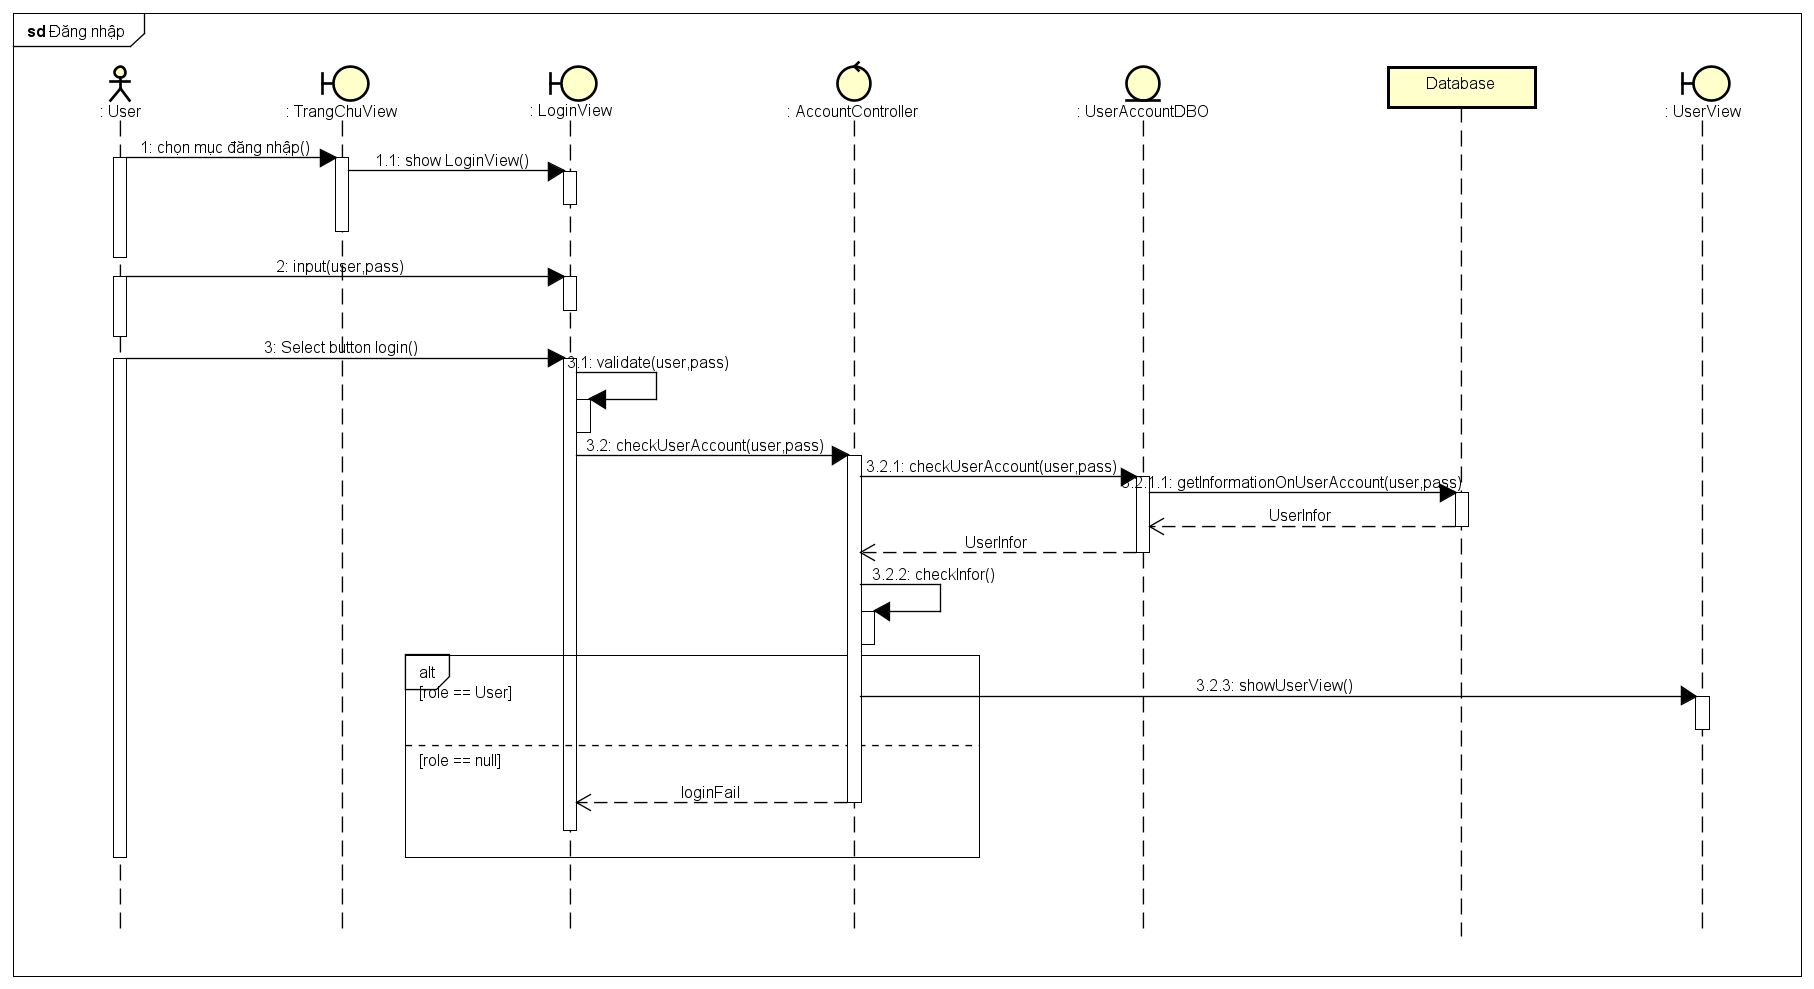 sd Đăng nhập
: User
: TrangChuView
: LoginView
: AccountController
: UserAccountDBO
Database
: UserView
1: chọn mục đăng nhập()
1.1: show LoginView()
2: input(user,pass)
3: Select button login()
3.1: validate(user,pass)
3.2: checkUserAccount(user,pass)
3.2.1: checkUserAccount(user,pass)
3.2.1.1: getInformationOnUserAccount(user,pass)
UserInfor
UserInfor
3.2.2: checkInfor()
alt
[role == User]
3.2.3: showUserView()
[role == null]
loginFail